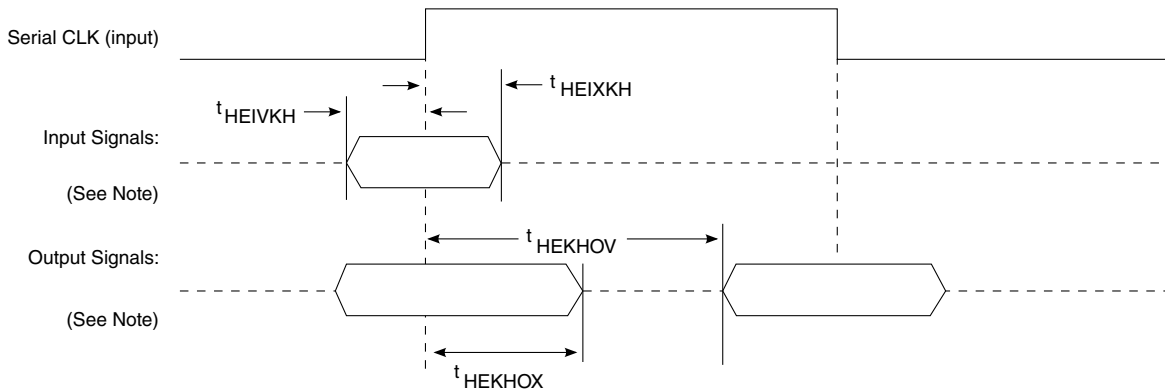 Serial CLK (input)
tHEIXKH
tHEIVKH
Input Signals:
(See Note)
tHEKHOV
Output Signals:
(See Note)
tHEKHOX